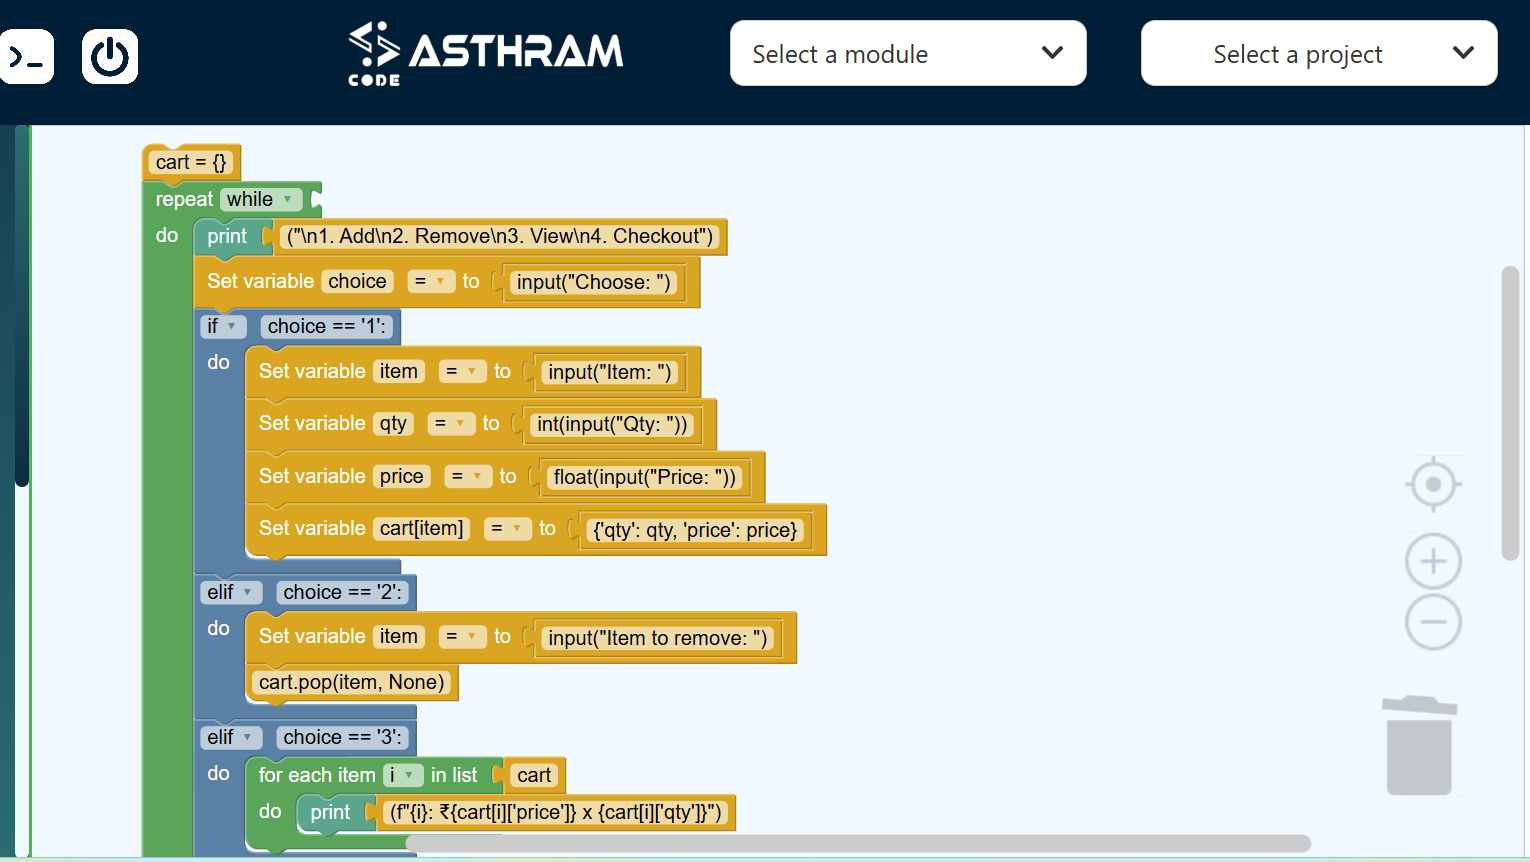 >_
ASTHRAM
CODE
Select a module
Select a project
cart = {}
repeat while
do print ("\n1. Add\n2. Remove\n3. View\n4. Checkout")
Set variable choice = to input("Choose: ")
if choice == '1':
do Set variable item = to input("Item: ")
Set variable qty = to int(input("Qty: "))
Set variable price = to float(input("Price: "))
Set variable cart[item] = to {'qty': qty, 'price': price}
elif choice == '2':
do Set variable item = to input("Item to remove: ")
cart.pop(item, None)
elif choice == '3':
do for each item i in list cart
do print (f"{i}: ₹{cart[i]['price']} x {cart[i]['qty']}")